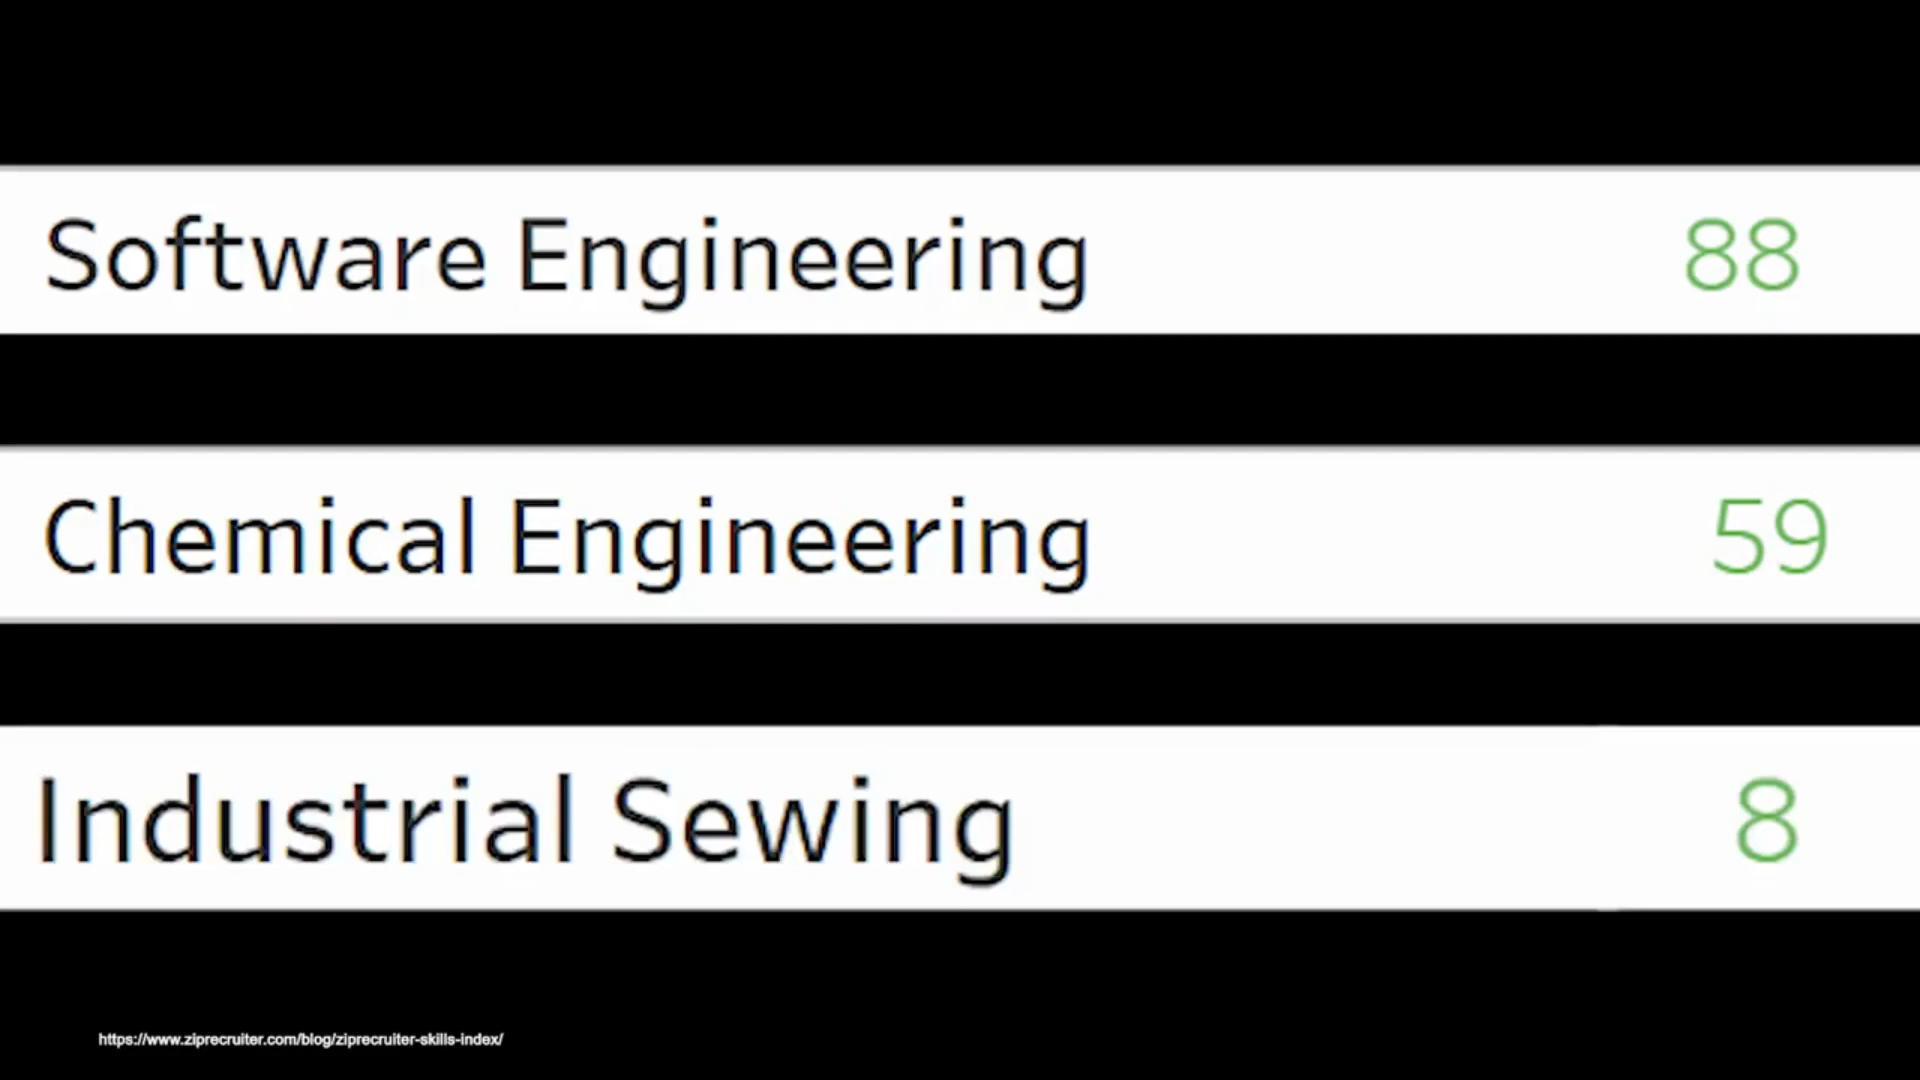 Software Engineering 88
Chemical Engineering 59
Industrial Sewing 8
https://www.ziprecruiter.com/blog/ziprecruiter-skills-index/